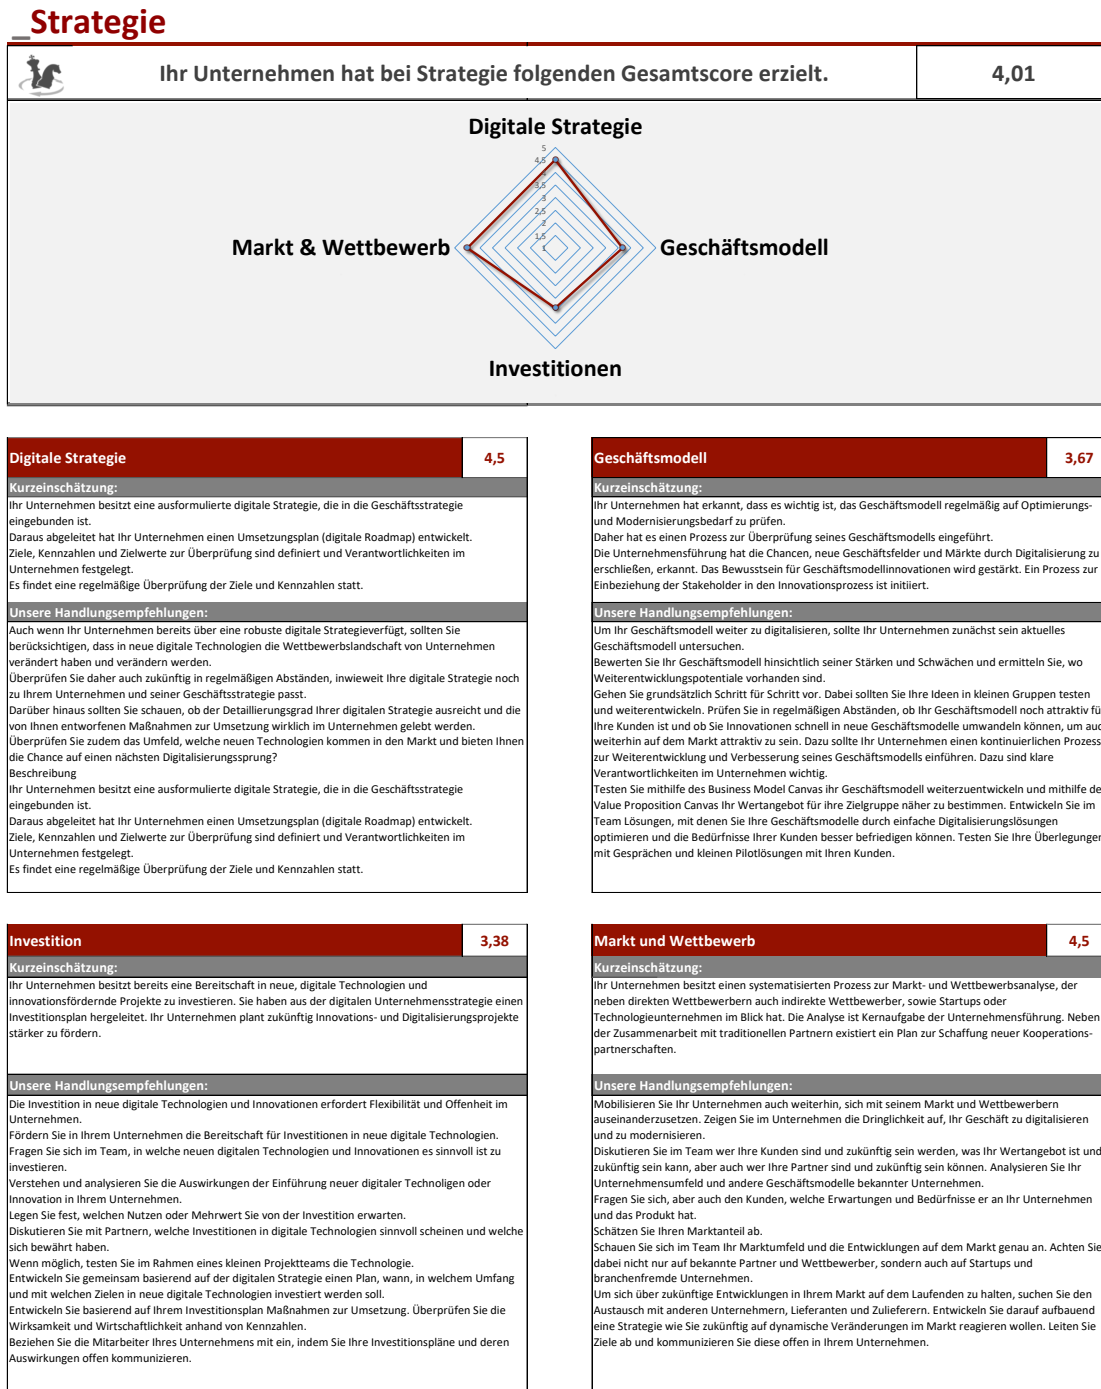 _Strategie
Ihr Unternehmen hat bei Strategie folgenden Gesamtscore erzielt.
4,01
Digitale Strategie
5
4,5
4
3,5
3
2,5
2
1,5
1
Markt & Wettbewerb
Geschäftsmodell
Investitionen
Digitale Strategie
4,5
Kurzeinschätzung:
Ihr Unternehmen besitzt eine ausformulierte digitale Strategie, die in die Geschäftsstrategie
eingebunden ist.
Daraus abgeleitet hat Ihr Unternehmen einen Umsetzungsplan (digitale Roadmap) entwickelt.
Ziele, Kennzahlen und Zielwerte zur Überprüfung sind definiert und Verantwortlichkeiten im
Unternehmen festgelegt.
Es findet eine regelmäßige Überprüfung der Ziele und Kennzahlen statt.
Unsere Handlungsempfehlungen:
Auch wenn Ihr Unternehmen bereits über eine robuste digitale Strategieverfügt, sollten Sie
berücksichtigen, dass in neue digitale Technologien die Wettbewerbslandschaft von Unternehmen
verändert haben und verändern werden.
Überprüfen Sie daher auch zukünftig in regelmäßigen Abständen, inwieweit Ihre digitale Strategie noch
zu Ihrem Unternehmen und seiner Geschäftsstrategie passt.
Darüber hinaus sollten Sie schauen, ob der Detaillierungsgrad Ihrer digitalen Strategie ausreicht und die
von Ihnen entworfenen Maßnahmen zur Umsetzung wirklich im Unternehmen gelebt werden.
Überprüfen Sie zudem das Umfeld, welche neuen Technologien kommen in den Markt und bieten Ihnen
die Chance auf einen nächsten Digitalisierungssprung?
Beschreibung
Ihr Unternehmen besitzt eine ausformulierte digitale Strategie, die in die Geschäftsstrategie
eingebunden ist.
Daraus abgeleitet hat Ihr Unternehmen einen Umsetzungsplan (digitale Roadmap) entwickelt.
Ziele, Kennzahlen und Zielwerte zur Überprüfung sind definiert und Verantwortlichkeiten im
Unternehmen festgelegt.
Es findet eine regelmäßige Überprüfung der Ziele und Kennzahlen statt.
Geschäftsmodell
3,67
Kurzeinschätzung:
Ihr Unternehmen hat erkannt, dass es wichtig ist, das Geschäftsmodell regelmäßig auf Optimierungs-
und Modernisierungsbedarf zu prüfen.
Daher hat es einen Prozess zur Überprüfung seines Geschäftsmodells eingeführt.
Die Unternehmensführung hat die Chancen, neue Geschäftsfelder und Märkte durch Digitalisierung zu
erschließen, erkannt. Das Bewusstsein für Geschäftsmodellinnovationen wird gestärkt. Ein Prozess zur
Einbeziehung der Stakeholder in den Innovationsprozess ist initiiert.
Unsere Handlungsempfehlungen:
Um Ihr Geschäftsmodell weiter zu digitalisieren, sollte Ihr Unternehmen zunächst sein aktuelles
Geschäftsmodell untersuchen.
Bewerten Sie Ihr Geschäftsmodell hinsichtlich seiner Stärken und Schwächen und ermitteln Sie, wo
Weiterentwicklungspotentiale vorhanden sind.
Gehen Sie grundsätzlich Schritt für Schritt vor. Dabei sollten Sie Ihre Ideen in kleinen Gruppen testen
und weiterentwickeln. Prüfen Sie in regelmäßigen Abständen, ob Ihr Geschäftsmodell noch attraktiv fü
Ihre Kunden ist und ob Sie Innovationen schnell in neue Geschäftsmodelle umwandeln können, um auc
weiterhin auf dem Markt attraktiv zu sein. Dazu sollte Ihr Unternehmen einen kontinuierlichen Prozess
zur Weiterentwicklung und Verbesserung seines Geschäftsmodells einführen. Dazu sind klare
Verantwortlichkeiten im Unternehmen wichtig.
Testen Sie mithilfe des Business Model Canvas ihr Geschäftsmodell weiterzuentwickeln und mithilfe de
Value Proposition Canvas Ihr Wertangebot für ihre Zielgruppe näher zu bestimmen. Entwickeln Sie im
Team Lösungen, mit denen Sie Ihre Geschäftsmodelle durch einfache Digitalisierungslösungen
optimieren und die Bedürfnisse Ihrer Kunden besser befriedigen können. Testen Sie Ihre Überlegungen
mit Gesprächen und kleinen Pilotlösungen mit Ihren Kunden.
Investition
3,38
Kurzeinschätzung:
Ihr Unternehmen besitzt bereits eine Bereitschaft in neue, digitale Technologien und
innovationsfördernde Projekte zu investieren. Sie haben aus der digitalen Unternehmensstrategie einen
Investitionsplan hergeleitet. Ihr Unternehmen plant zukünftig Innovations- und Digitalisierungsprojekte
stärker zu fördern.
Unsere Handlungsempfehlungen:
Die Investition in neue digitale Technologien und Innovationen erfordert Flexibilität und Offenheit im
Unternehmen.
Fördern Sie in Ihrem Unternehmen die Bereitschaft für Investitionen in neue digitale Technologien.
Fragen Sie sich im Team, in welche neuen digitalen Technologien und Innovationen es sinnvoll ist zu
investieren.
Verstehen und analysieren Sie die Auswirkungen der Einführung neuer digitaler Technoligen oder
Innovation in Ihrem Unternehmen.
Legen Sie fest, welchen Nutzen oder Mehrwert Sie von der Investition erwarten.
Diskutieren Sie mit Partnern, welche Investitionen in digitale Technologien sinnvoll scheinen und welche
sich bewährt haben.
Wenn möglich, testen Sie im Rahmen eines kleinen Projektteams die Technologie.
Entwickeln Sie gemeinsam basierend auf der digitalen Strategie einen Plan, wann, in welchem Umfang
und mit welchen Zielen in neue digitale Technologien investiert werden soll.
Entwickeln Sie basierend auf Ihrem Investitionsplan Maßnahmen zur Umsetzung. Überprüfen Sie die
Wirksamkeit und Wirtschaftlichkeit anhand von Kennzahlen.
Beziehen Sie die Mitarbeiter Ihres Unternehmens mit ein, indem Sie Ihre Investitionspläne und deren
Auswirkungen offen kommunizieren.
Markt und Wettbewerb
4,5
Kurzeinschätzung:
Ihr Unternehmen besitzt einen systematisierten Prozess zur Markt- und Wettbewerbsanalyse, der
neben direkten Wettbewerbern auch indirekte Wettbewerber, sowie Startups oder
Technologieunternehmen im Blick hat. Die Analyse ist Kernaufgabe der Unternehmensführung. Neben
der Zusammenarbeit mit traditionellen Partnern existiert ein Plan zur Schaffung neuer Kooperations-
partnerschaften.
Unsere Handlungsempfehlungen:
Mobilisieren Sie Ihr Unternehmen auch weiterhin, sich mit seinem Markt und Wettbewerbern
auseinanderzusetzen. Zeigen Sie im Unternehmen die Dringlichkeit auf, Ihr Geschäft zu digitalisieren
und zu modernisieren.
Diskutieren Sie im Team wer Ihre Kunden sind und zukünftig sein werden, was Ihr Wertangebot ist und
zukünftig sein kann, aber auch wer Ihre Partner sind und zukünftig sein können. Analysieren Sie Ihr
Unternehmensumfeld und andere Geschäftsmodelle bekannter Unternehmen.
Fragen Sie sich, aber auch den Kunden, welche Erwartungen und Bedürfnisse er an Ihr Unternehmen
und das Produkt hat.
Schätzen Sie Ihren Marktanteil ab.
Schauen Sie sich im Team Ihr Marktumfeld und die Entwicklungen auf dem Markt genau an. Achten Sie
dabei nicht nur auf bekannte Partner und Wettbewerber, sondern auch auf Startups und
branchenfremde Unternehmen.
Um sich über zukünftige Entwicklungen in Ihrem Markt auf dem Laufenden zu halten, suchen Sie den
Austausch mit anderen Unternehmern, Lieferanten und Zulieferern. Entwickeln Sie darauf aufbauend
eine Strategie wie Sie zukünftig auf dynamische Veränderungen im Markt reagieren wollen. Leiten Sie
Ziele ab und kommunizieren Sie diese offen in Ihrem Unternehmen.